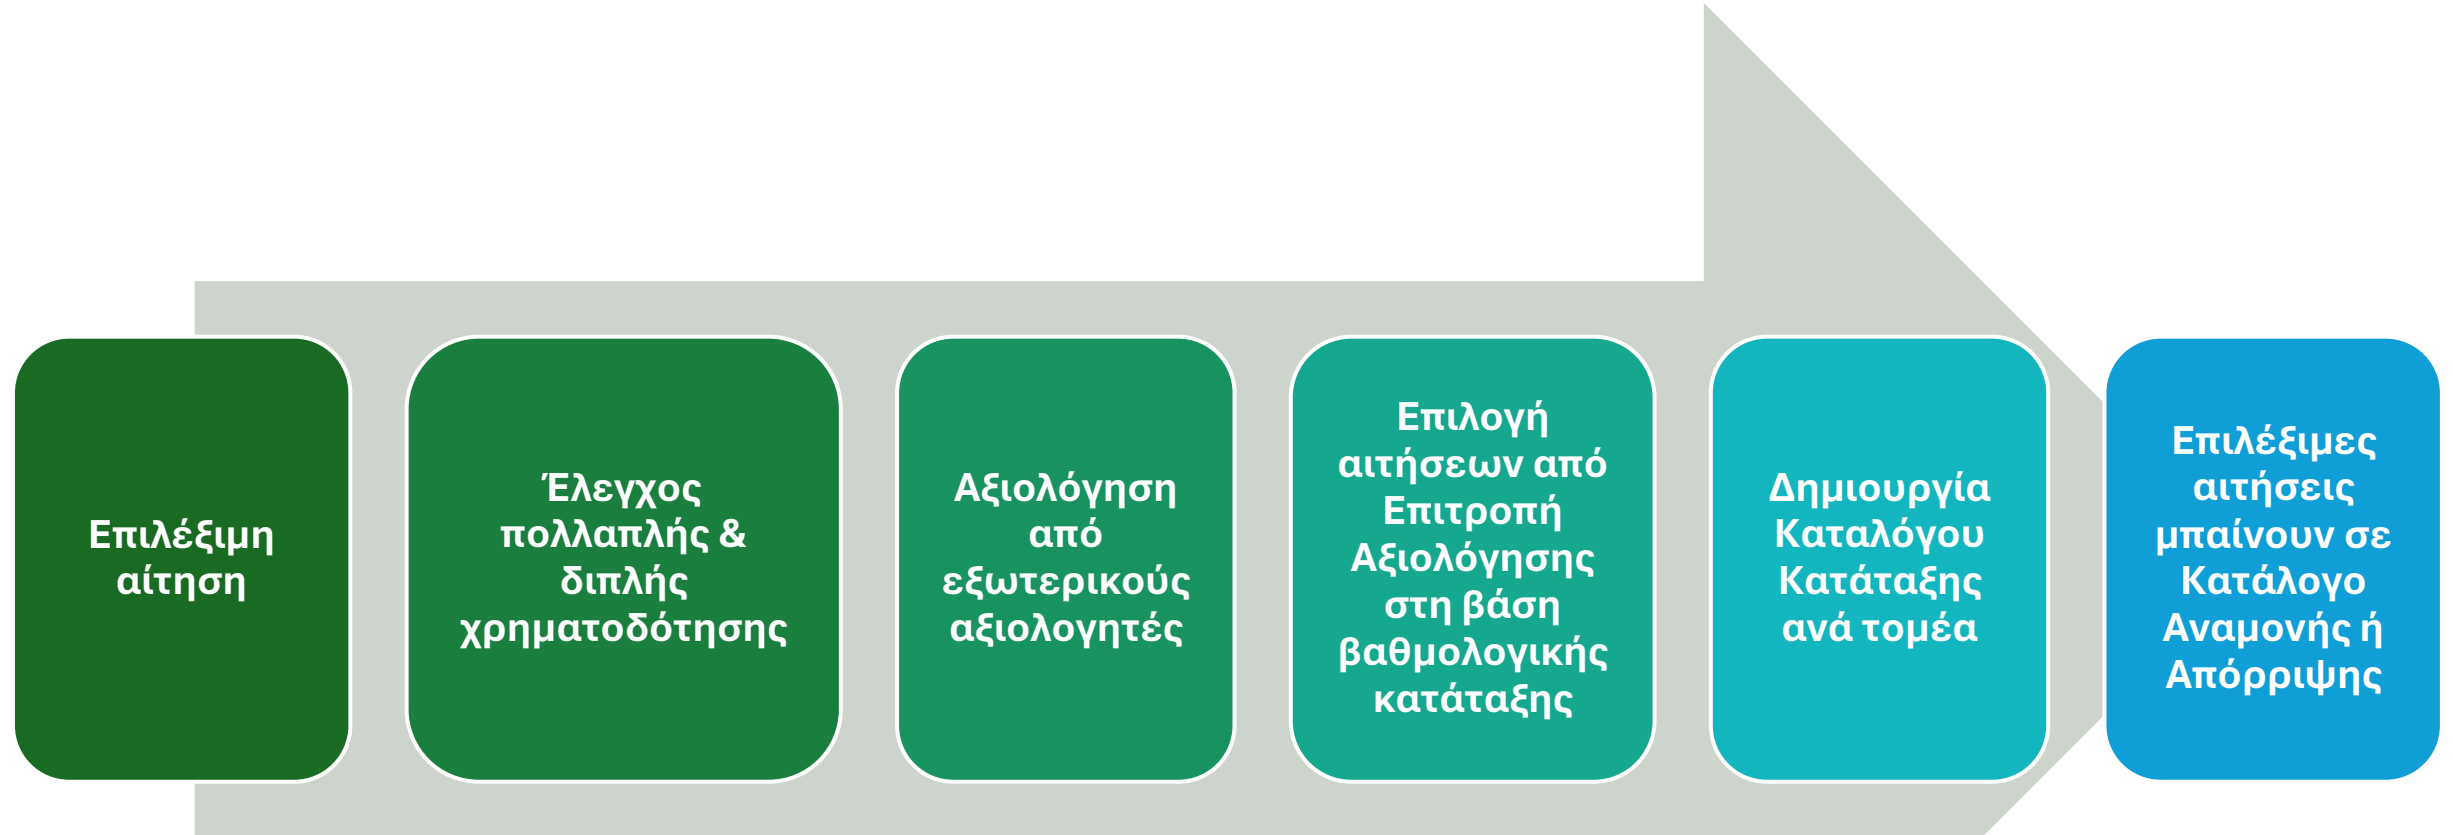 Επιλέξιμη
αίτηση
Έλεγχος
πολλαπλής &
διπλής
χρηματοδότησης
Αξιολόγηση
από
εξωτερικούς
αξιολογητές
Επιλογή
αιτήσεων από
Επιτροπή
Αξιολόγησης
στη βάση
βαθμολογικής
κατάταξης
Δημιουργία
Καταλόγου
Κατάταξης
ανά τομέα
Επιλέξιμες
αιτήσεις
μπαίνουν σε
Κατάλογο
Αναμονής ή
Απόρριψης